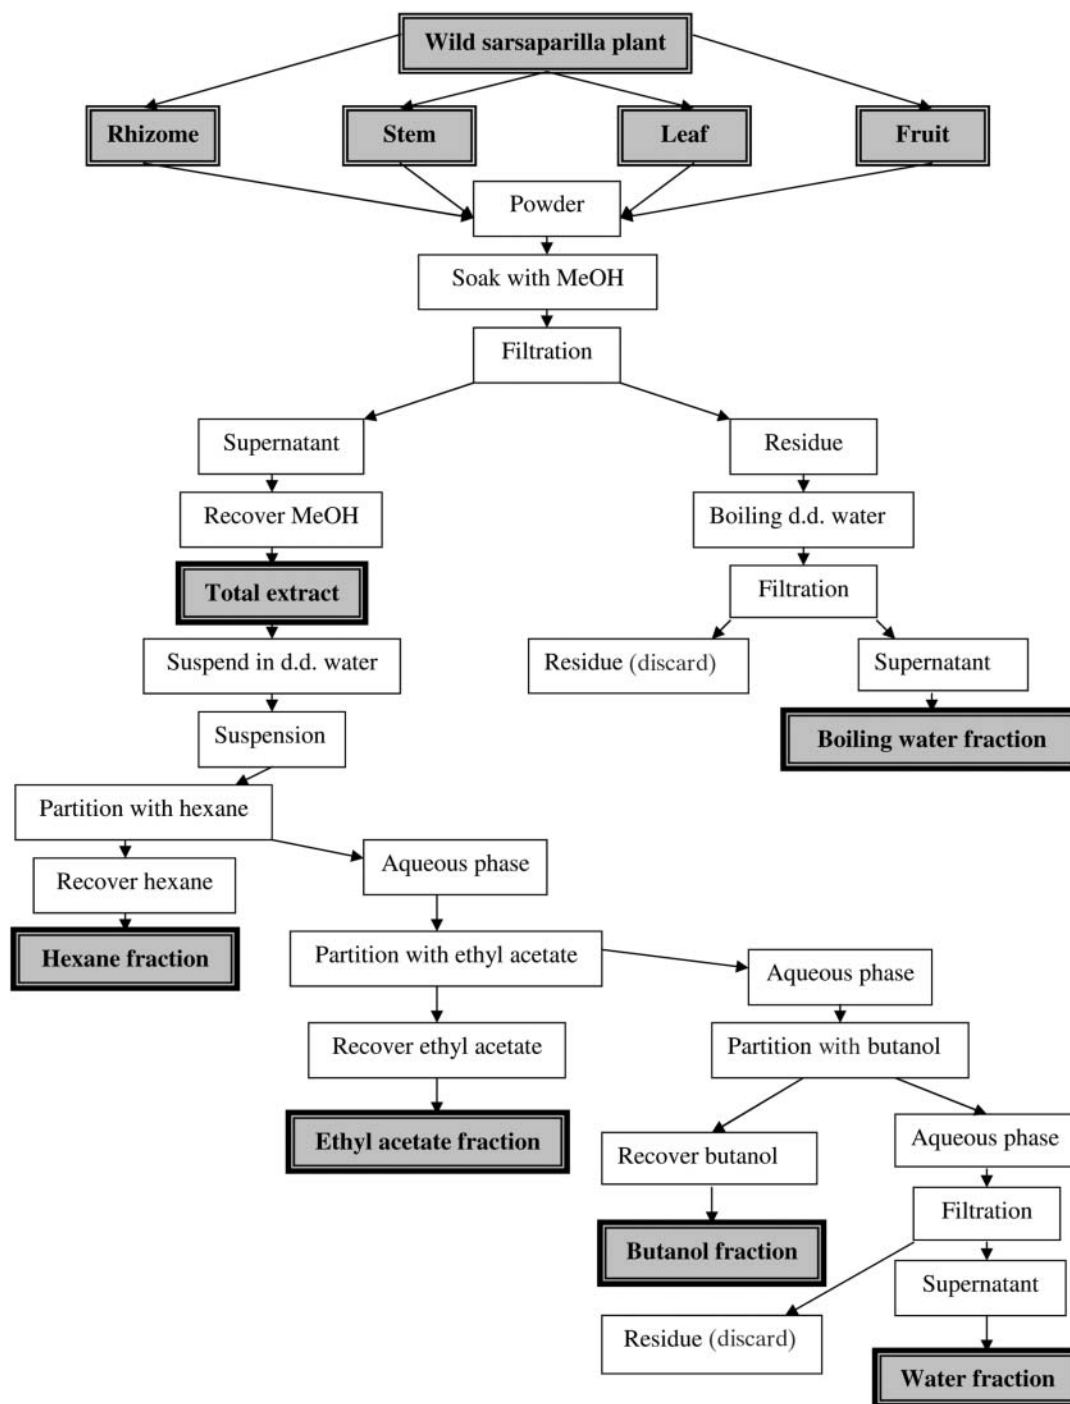 Wild sarsaparilla plant
Rhizome
Stem
Leaf
Fruit
Powder
Soak with MeOH
Filtration
Supernatant
Residue
Recover MeOH
Boiling d.d. water
Total extract
Filtration
Suspend in d.d. water
Residue (discard)
Supernatant
Suspension
Boiling water fraction
Partition with hexane
Recover hexane
Aqueous phase
Hexane fraction
Partition with ethyl acetate
Aqueous phase
Recover ethyl acetate
Partition with butanol
Ethyl acetate fraction
Recover butanol
Aqueous phase
Filtration
Butanol fraction
Supernatant
Residue (discard)
Water fraction